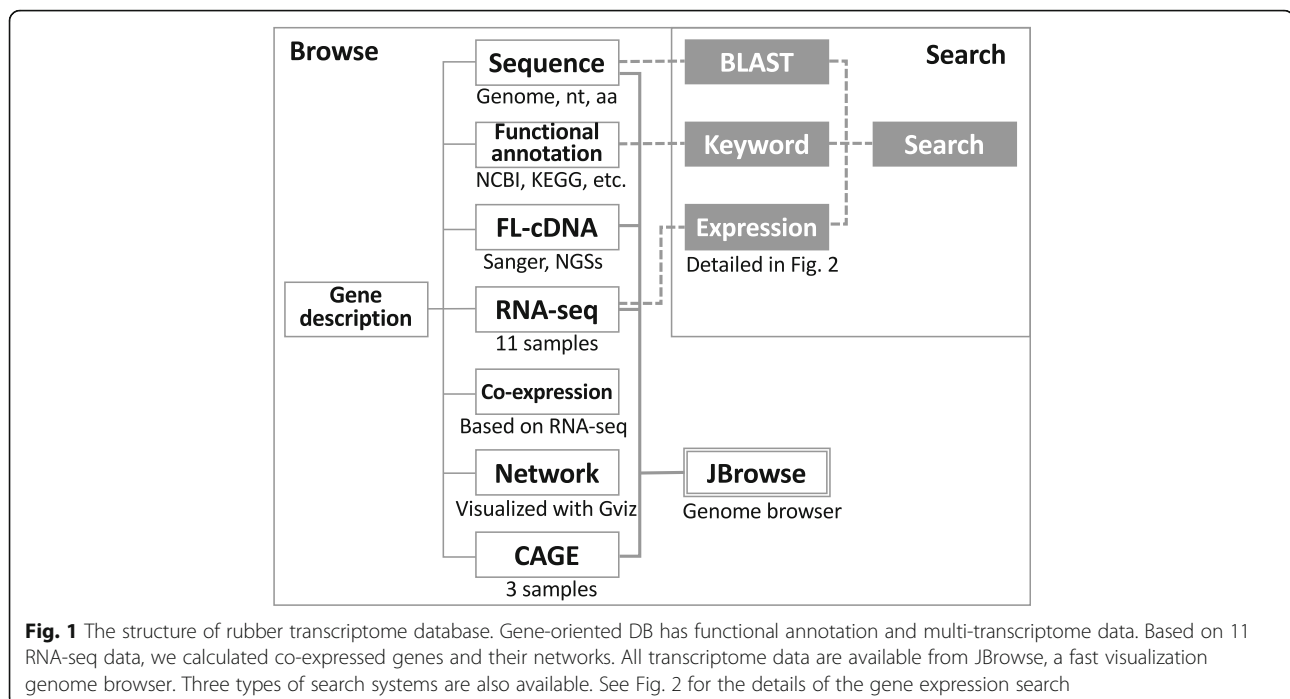 Browse
Search
Sequence
Genome, nt, aa
BLAST
Functional
annotation
NCBI, KEGG, etc.
Keyword
Search
FL-cDNA
Sanger, NGSs
Expression
Detailed in Fig. 2
Gene
description
RNA-seq
11 samples
Co-expression
Based on RNA-seq
Network
Visualized with Gviz
JBrowse
Genome browser
CAGE
3 samples
Fig. 1 The structure of rubber transcriptome database. Gene-oriented DB has functional annotation and multi-transcriptome data. Based on 11
RNA-seq data, we calculated co-expressed genes and their networks. All transcriptome data are available from JBrowse, a fast visualization
genome browser. Three types of search systems are also available. See Fig. 2 for the details of the gene expression search